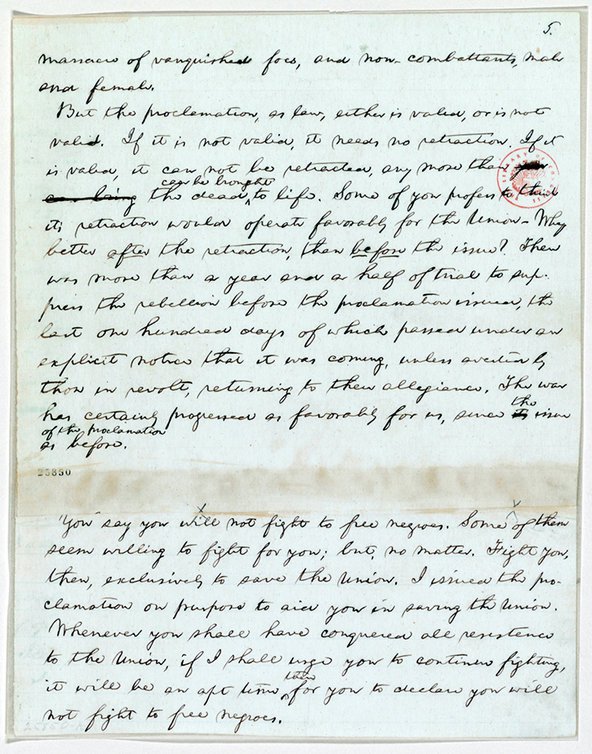 5.
massacre of vanquished foes, and non-combattants, male
and female.
But the proclamation, as law, either is valid, or is not
valid. If it is not valid, it needs no retraction. If it
is valid, it can not be retracted, any more than
can be brought
the dead, to life. Some of you profess to think
its retraction would operate favorably for the Union– Why
better after the retraction, than before the issue? There
was more than a year and a half of trial to sup-
press the rebellion before the proclamation issued, the
last one hundred days of which passed under an
explicit notice that it was coming, unless averted by
those in revolt, returning to their allegiance. The war
has certainly progressed as favorably for us, since its issue
the
of the proclamation
as before.
25850
You say you will not fight to free negroes. Some of them
seem willing to fight for you; but, no matter. Fight you,
then, exclusively to save the Union. I issued the pro-
clamation on purpose to aid you in saving the Union.
Whenever you shall have conquered all resistence
to the Union, if I shall urge you to continue fighting,
then
it will be an apt time for you to declare you will
not fight to free negroes.